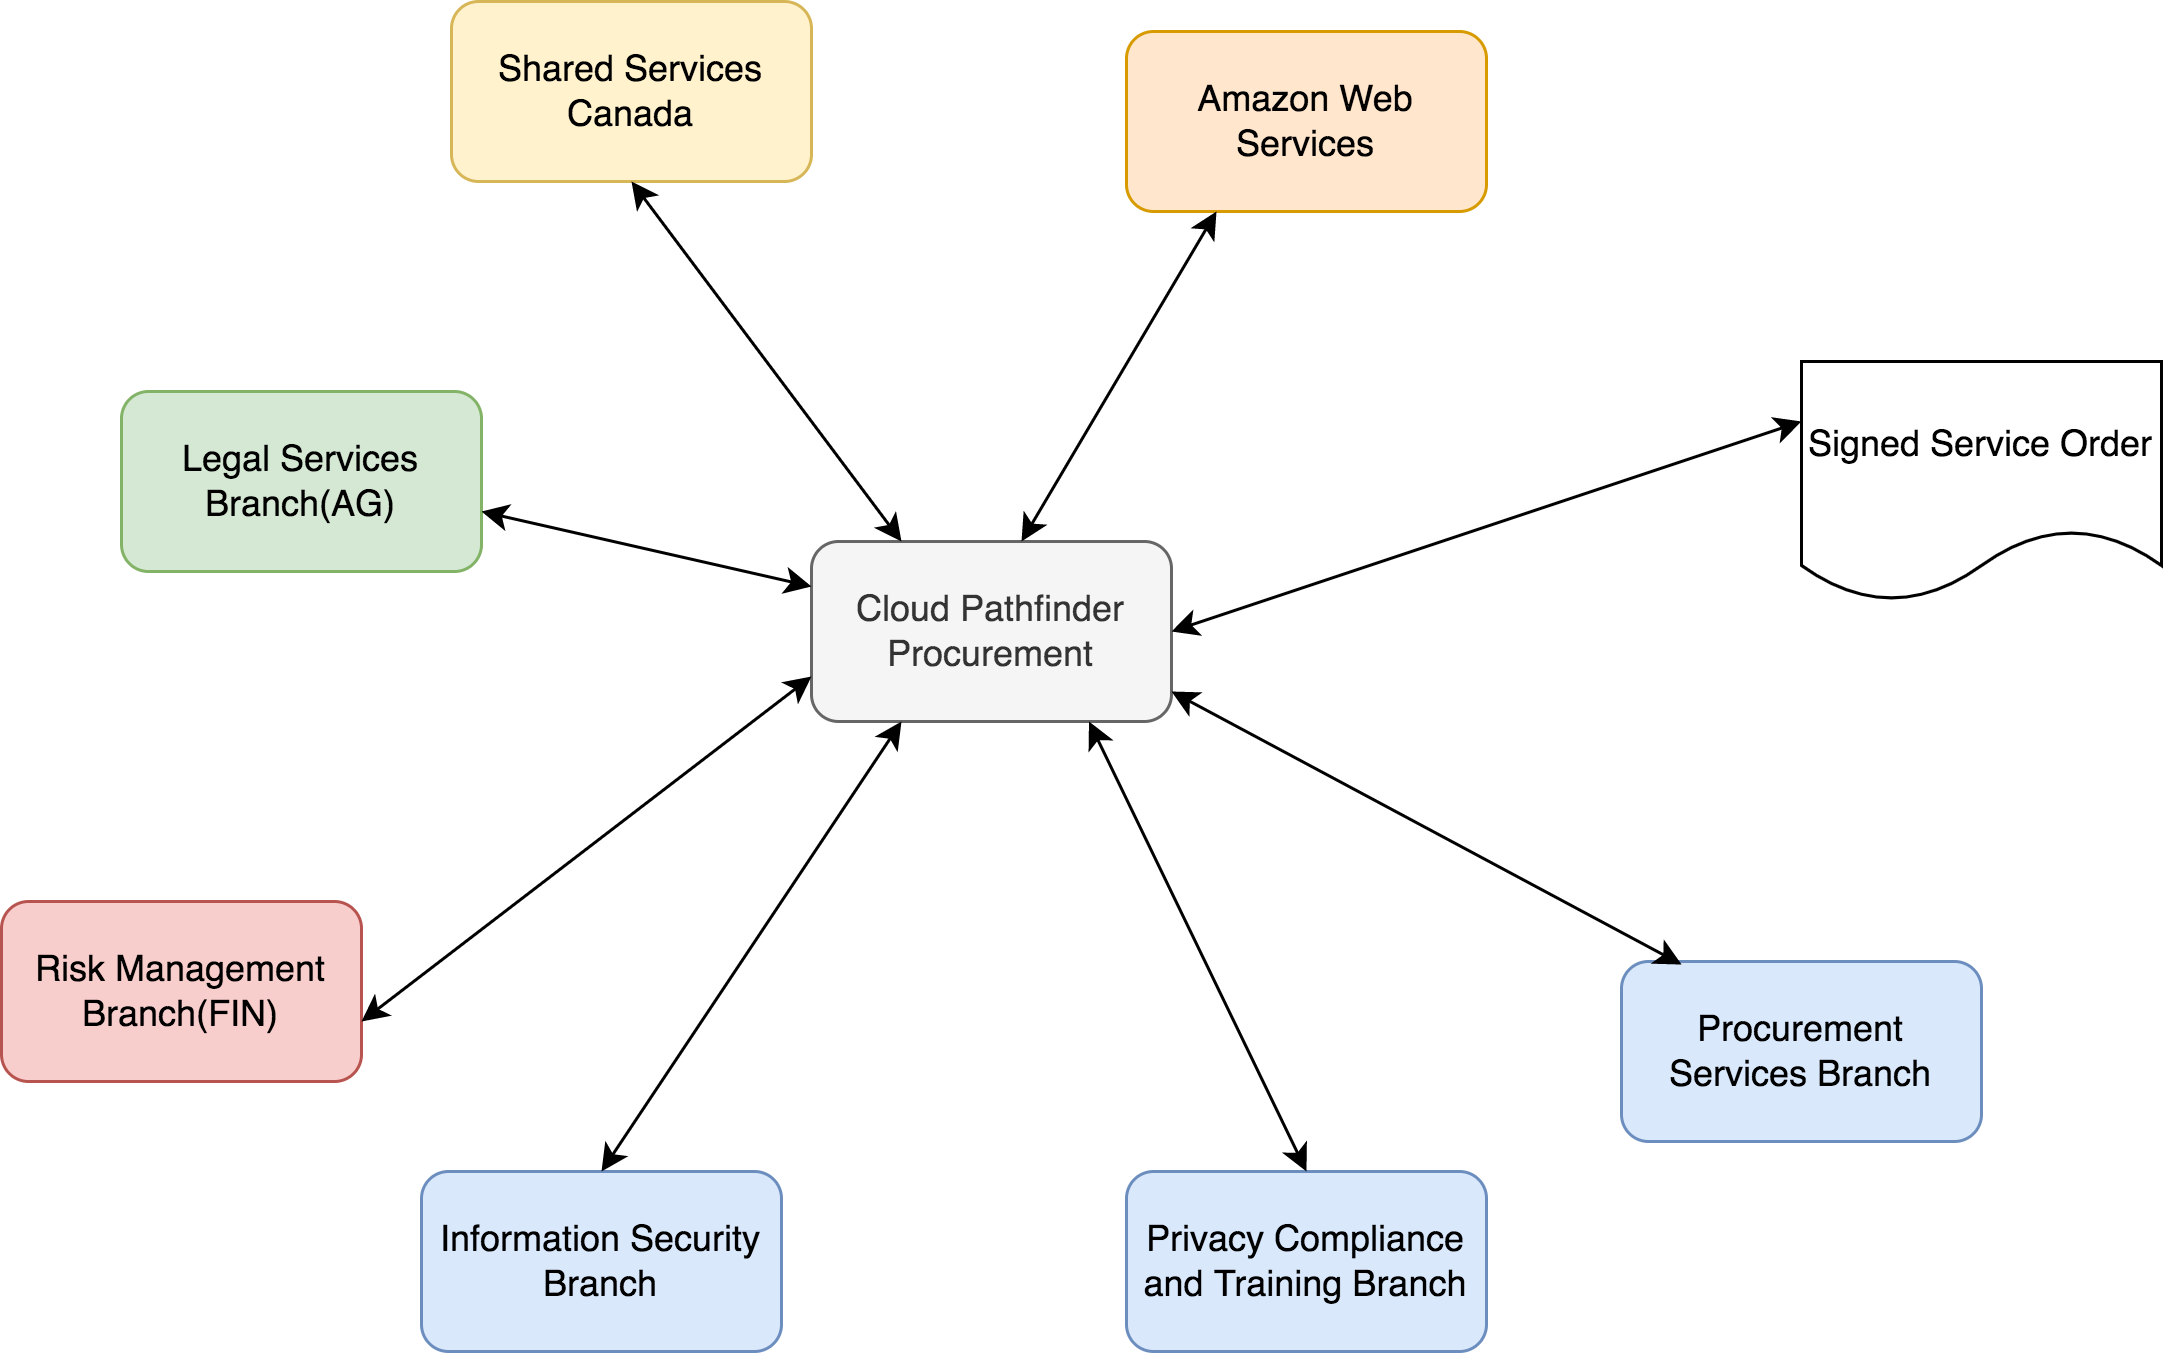 Shared Services
Canada
Amazon Web
Services
Signed Service Order
Legal Services
Branch(AG)
Cloud Pathfinder
Procurement
Risk Management
Branch(FIN)
Procurement
Services Branch
Information Security
Branch
Privacy Compliance
and Training Branch